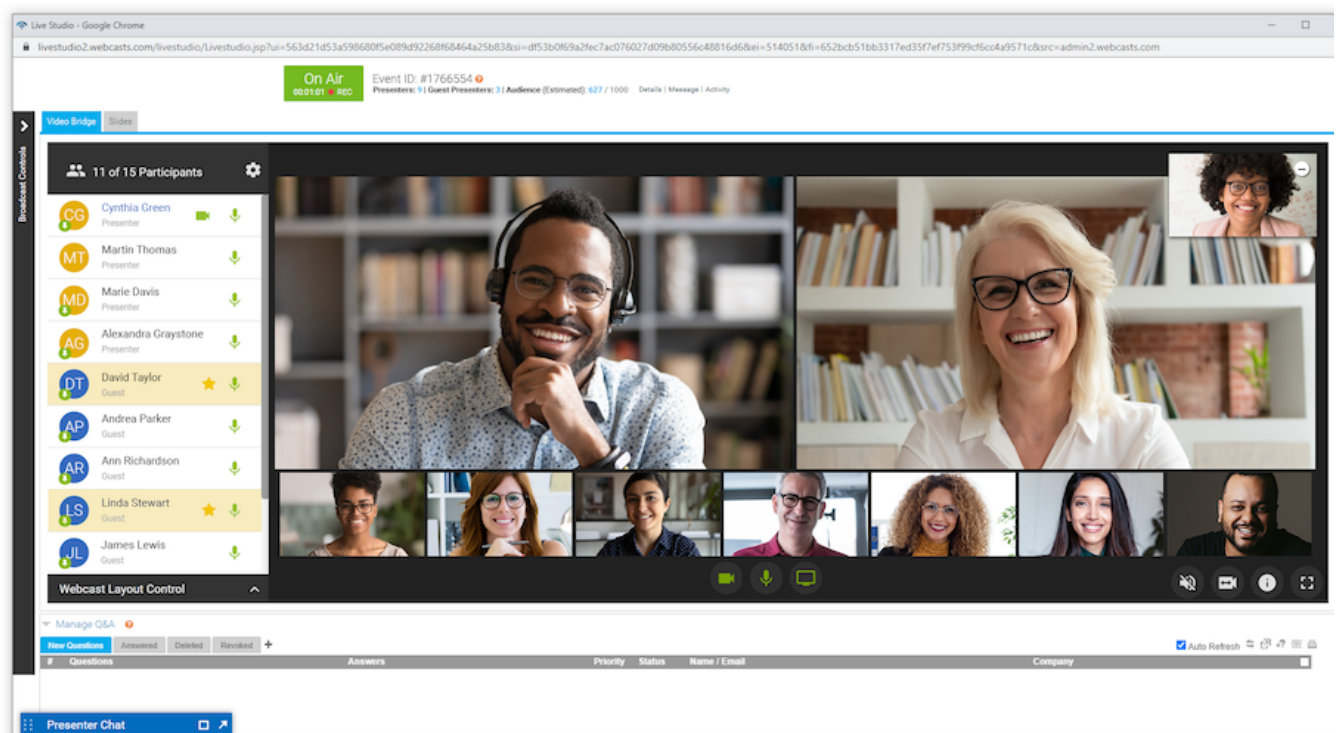 Live Studio - Google Chrome
livestudio2.webcasts.com/livestudio/Livestudio.jsp?ui=563d21d53a598680f5e089d92268f68464a25b83&si=df53b0f69a2fec7ac076027d09b80556c48816d6&ei=514051&fi=652bcb51bb3317ed35f7ef753f99cf6cc4a9571c&src=admin2.webcasts.com
On Air
00:01:01 REC
Event ID: #1766554
Presenters: 9 | Guest Presenters: 3 | Audience (Estimated): 627 / 1000 Details | Message | Activity
Broadcast Controls
Video Bridge Slides
11 of 15 Participants
CG Cynthia Green
Presenter
MT Martin Thomas
Presenter
MD Marie Davis
Presenter
AG Alexandra Graystone
Presenter
DT David Taylor
Guest
AP Andrea Parker
Guest
AR Ann Richardson
Guest
LS Linda Stewart
Guest
JL James Lewis
Guest
Webcast Layout Control
Manage Q&A
New Questions Answered Deleted Revoked +
Auto Refresh
# Questions Answers Priority Status Name / Email Company
Presenter Chat